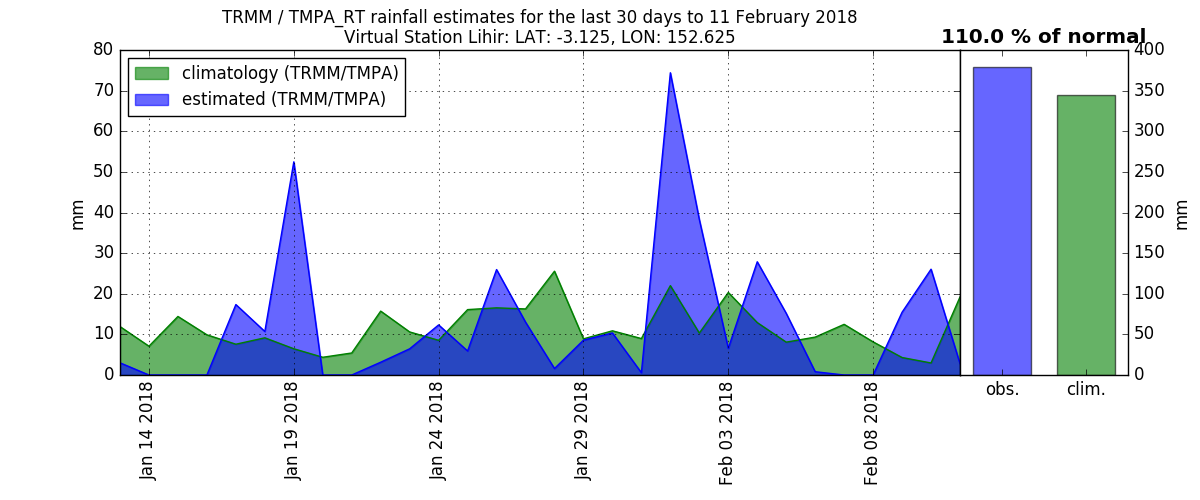 TRMM / TMPA_RT rainfall estimates for the last 30 days to 11 February 2018
Virtual Station Lihir: LAT: -3.125, LON: 152.625
110.0 % of normal
climatology (TRMM/TMPA)
estimated (TRMM/TMPA)
80
70
60
50
40
30
20
10
0
mm
Jan 14 2018
Jan 19 2018
Jan 24 2018
Jan 29 2018
Feb 03 2018
Feb 08 2018
obs.
clim.
400
350
300
250
200
150
100
50
0
mm